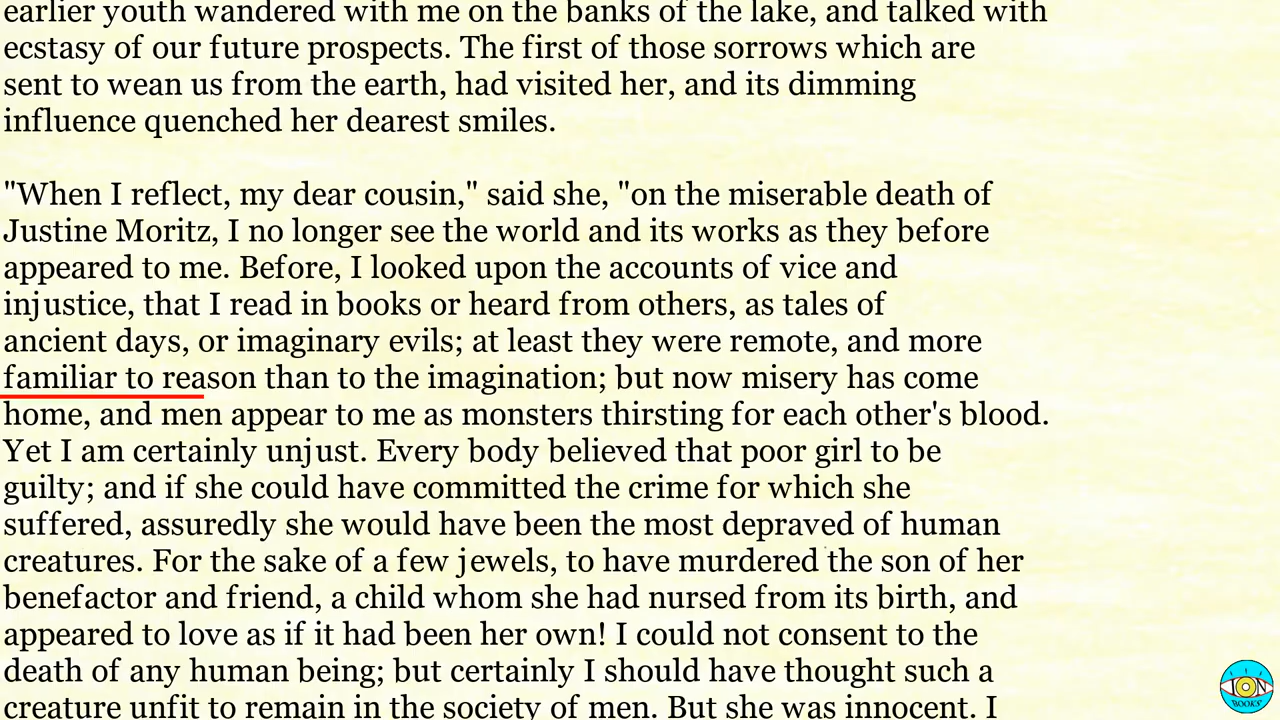 earlier youth wandered with me on the banks of the lake, and talked with
ecstasy of our future prospects. The first of those sorrows which are
sent to wean us from the earth, had visited her, and its dimming
influence quenched her dearest smiles.
"When I reflect, my dear cousin," said she, "on the miserable death of
Justine Moritz, I no longer see the world and its works as they before
appeared to me. Before, I looked upon the accounts of vice and
injustice, that I read in books or heard from others, as tales of
ancient days, or imaginary evils; at least they were remote, and more
familiar to reason than to the imagination; but now misery has come
home, and men appear to me as monsters thirsting for each other's blood.
Yet I am certainly unjust. Every body believed that poor girl to be
guilty; and if she could have committed the crime for which she
suffered, assuredly she would have been the most depraved of human
creatures. For the sake of a few jewels, to have murdered the son of her
benefactor and friend, a child whom she had nursed from its birth, and
appeared to love as if it had been her own! I could not consent to the
death of any human being; but certainly I should have thought such a
creature unfit to remain in the society of men. But she was innocent. I
ION
BOOKS